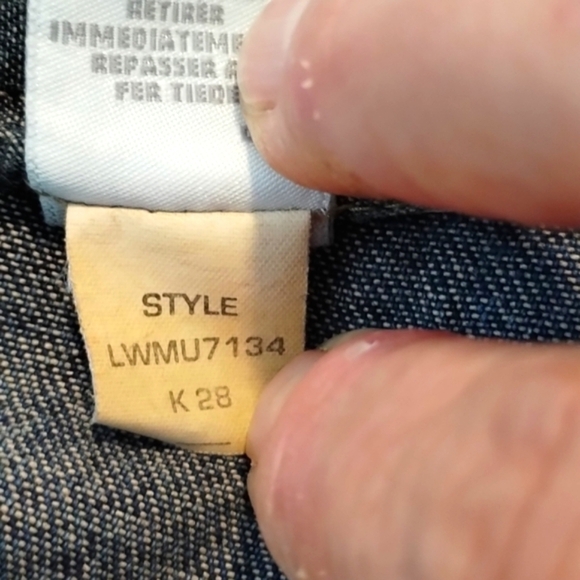 RETIRER
IMMEDIATEME
REPASSER A
FER TIEDE
STYLE
LWMU7134
K 28